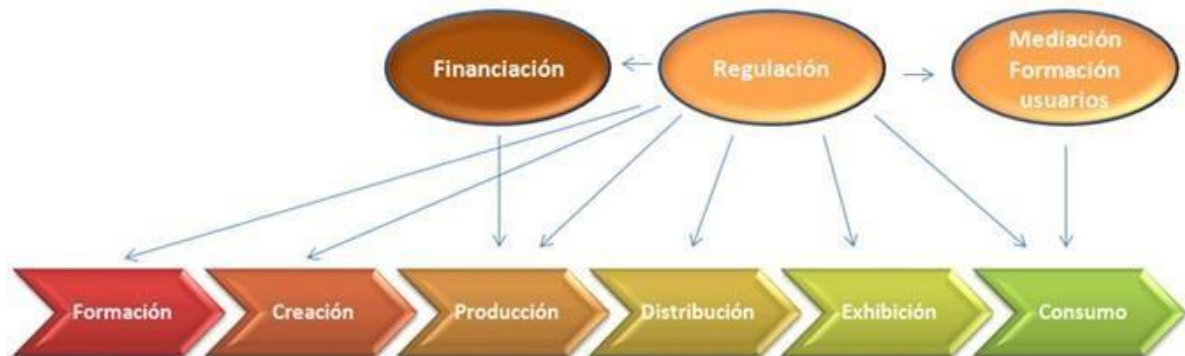 Financiación
Regulación
Mediación
Formación
usuarios
Formación
Creación
Producción
Distribución
Exhibición
Consumo